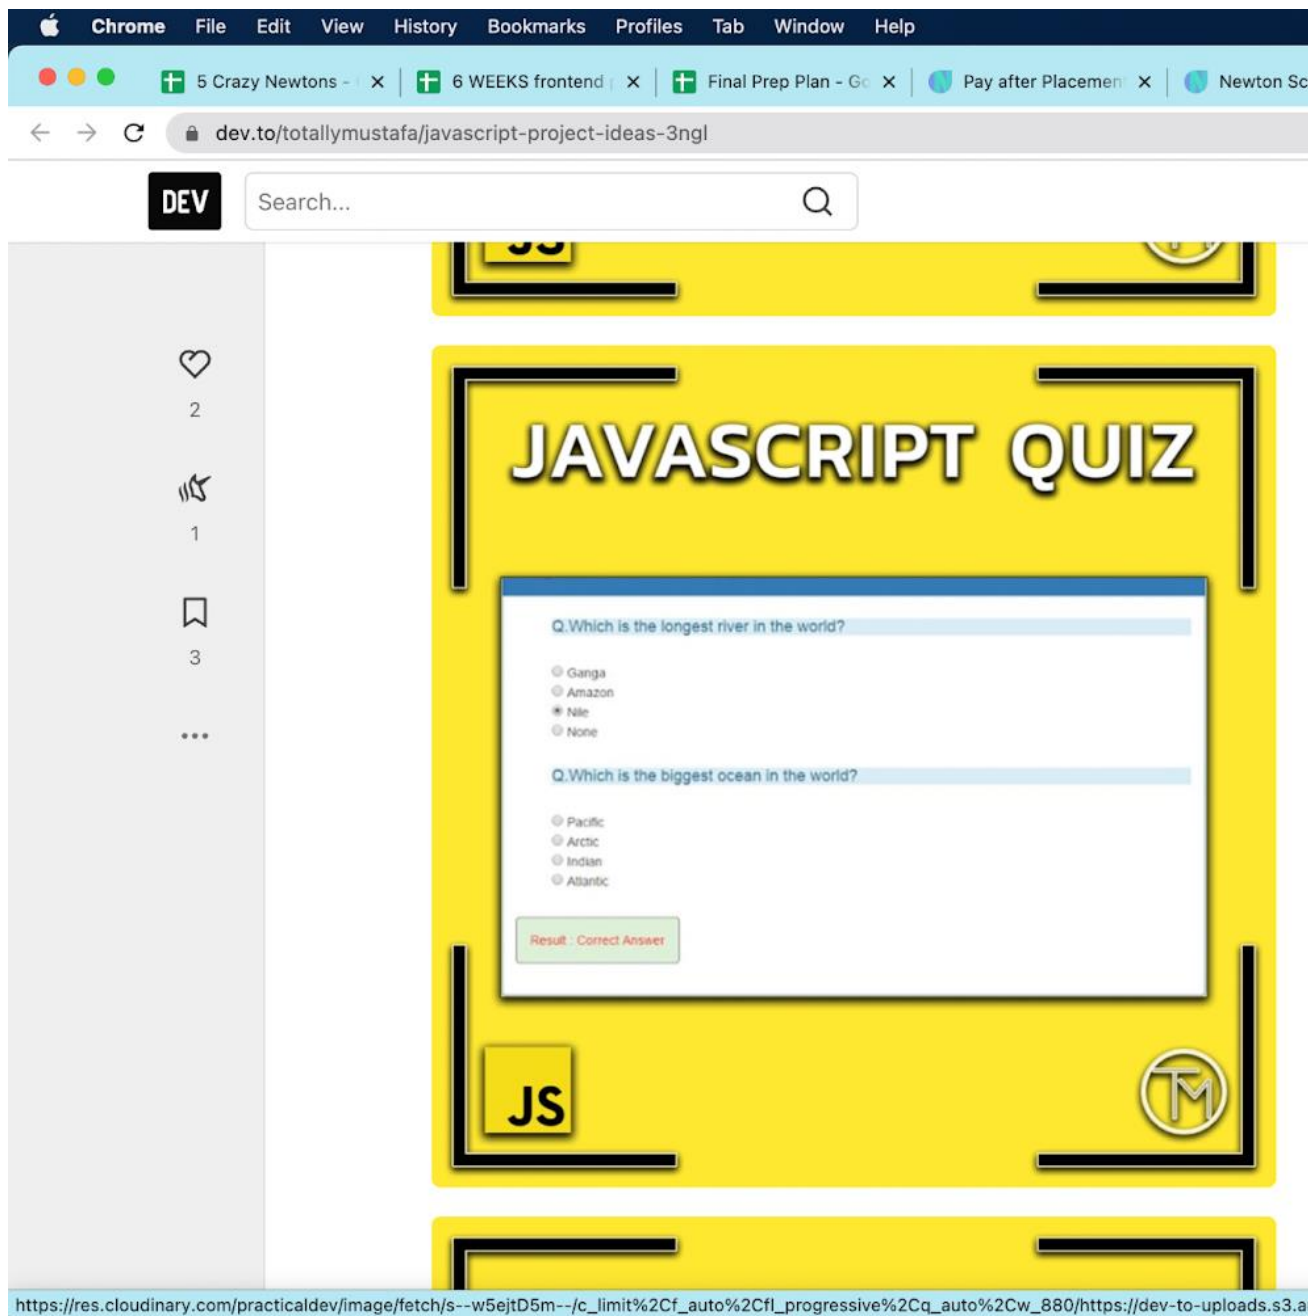 Chrome File Edit View History Bookmarks Profiles Tab Window Help
5 Crazy Newtons - 6 WEEKS frontend Final Prep Plan - Go Pay after Placement Newton Sc
dev.to/totallymustafa/javascript-project-ideas-3ngl
DEV Search...
JS
2
1
3
JAVASCRIPT QUIZ
Q.Which is the longest river in the world?
Ganga
Amazon
Nile
None
Q.Which is the biggest ocean in the world?
Pacific
Arctic
Indian
Atlantic
Result : Correct Answer
JS
TM
https://res.cloudinary.com/practicaldev/image/fetch/s--w5ejtD5m--/c_limit%2Cf_auto%2Cfl_progressive%2Cq_auto%2Cw_880/https://dev-to-uploads.s3.a